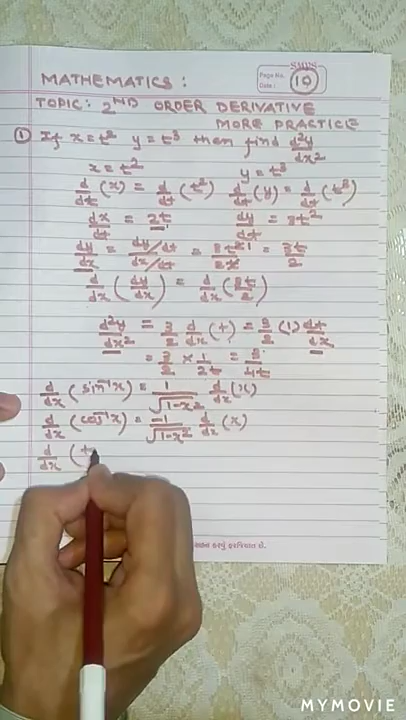 SMPS
Page No. 10
Date :
MATHEMATICS :
TOPIC : 2ND ORDER DERIVATIVE
MORE PRACTICE
① If x = t² y = t³ then find d²y/dx²
x = t² y = t³
d/dt (x) = d/dt (t²) d/dt (y) = d/dt (t³)
dx/dt = 2t dy/dt = 3t²
dy/dx = dy/dt / dx/dt = 3t²/2t = 3t/2
d/dx (dy/dx) = d/dx (3t/2)
d²y/dx² = 3/2 d/dx (t) = 3/2 (1) dt/dx
= 3/2 × 1/2t = 3/4t
d/dx (sin⁻¹x) = 1/√1-x² d/dx (x)
d/dx (cos⁻¹x) = -1/√1-x² d/dx (x)
d/dx (t
MYMOVIE